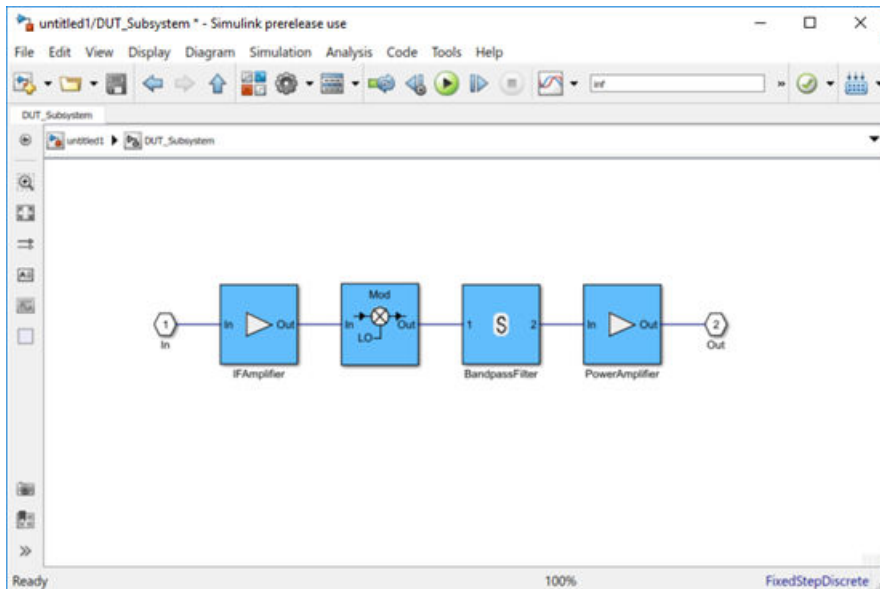 untitled1/DUT_Subsystem * - Simulink prerelease use
File Edit View Display Diagram Simulation Analysis Code Tools Help
inf
DUT_Subsystem
untitled1 DUT_Subsystem
Mod
1 In Out In Out 1 S 2 In Out 2
LO
In Out
IFAmplifier BandpassFilter PowerAmplifier
Ready 100% FixedStepDiscrete